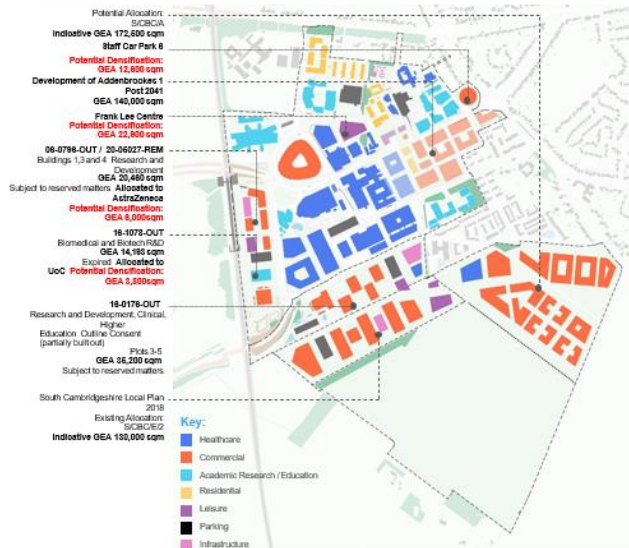 Potential Allocation:
S/CBC/A
Indicative GEA 172,600 sqm
Staff Car Park 6
Potential Densification:
GEA 12,600 sqm
Development of Addenbrookes 1
Post 2041
GEA 140,000 sqm
Frank Lee Centre
Potential Densification:
GEA 22,800 sqm
06-0796-OUT / 20-05027-REM
Buildings 1,3 and 4 Research and
Development
GEA 20,460 sqm
Subject to reserved matters Allocated to
AstraZeneca
Potential Densification:
GEA 6,000sqm
16-1078-OUT
Biomedical and Biotech R&D
GEA 14,193 sqm
Expired Allocated to
UoC Potential Densification:
GEA 3,800sqm
16-0176-OUT
Research and Development, Clinical,
Higher
Education Outline Consent
(partially built out)
Plots 3-5
GEA 36,200 sqm
Subject to reserved matters
South Cambridgeshire Local Plan
2018
Existing Allocation:
S/CBC/E/2
Indicative GEA 130,000 sqm
Key:
Healthcare
Commercial
Academic Research / Education
Residential
Leisure
Parking
Infrastructure